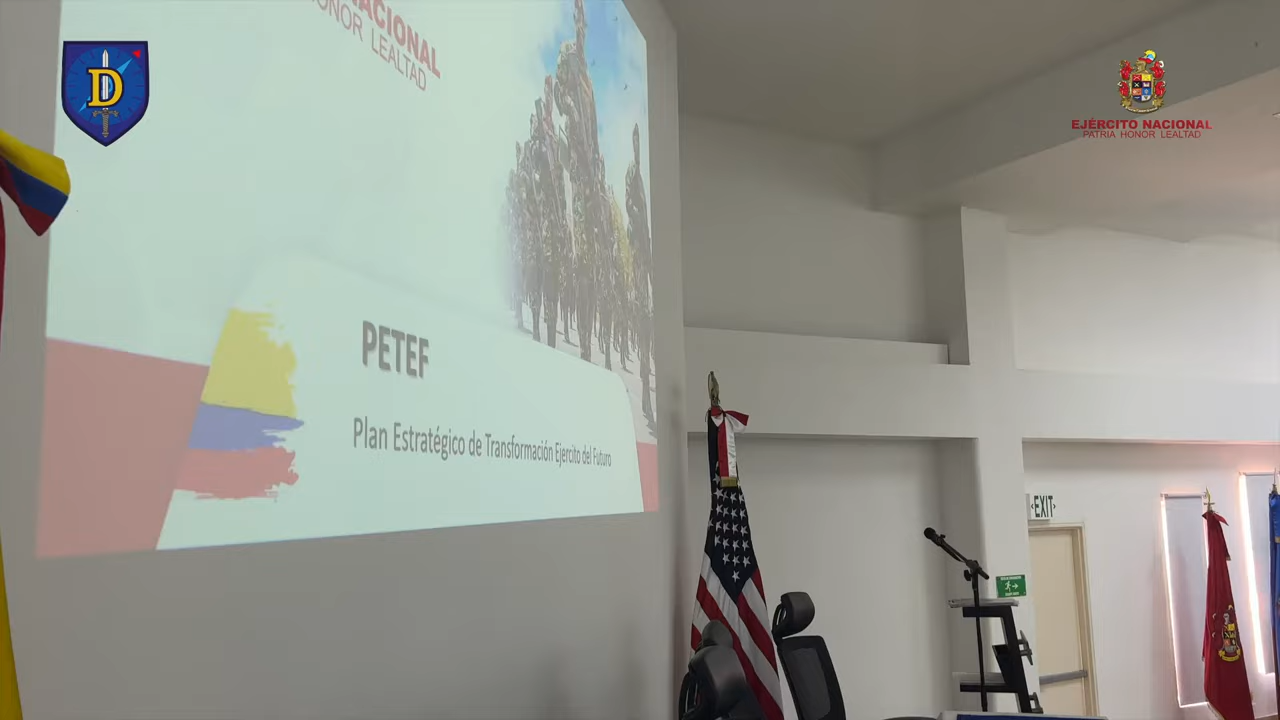 NACIONAL
HONOR LEALTAD
D
EJÉRCITO NACIONAL
PATRIA HONOR LEALTAD
PETEF
Plan Estratégico de Transformación Ejercito del Futuro
EXIT